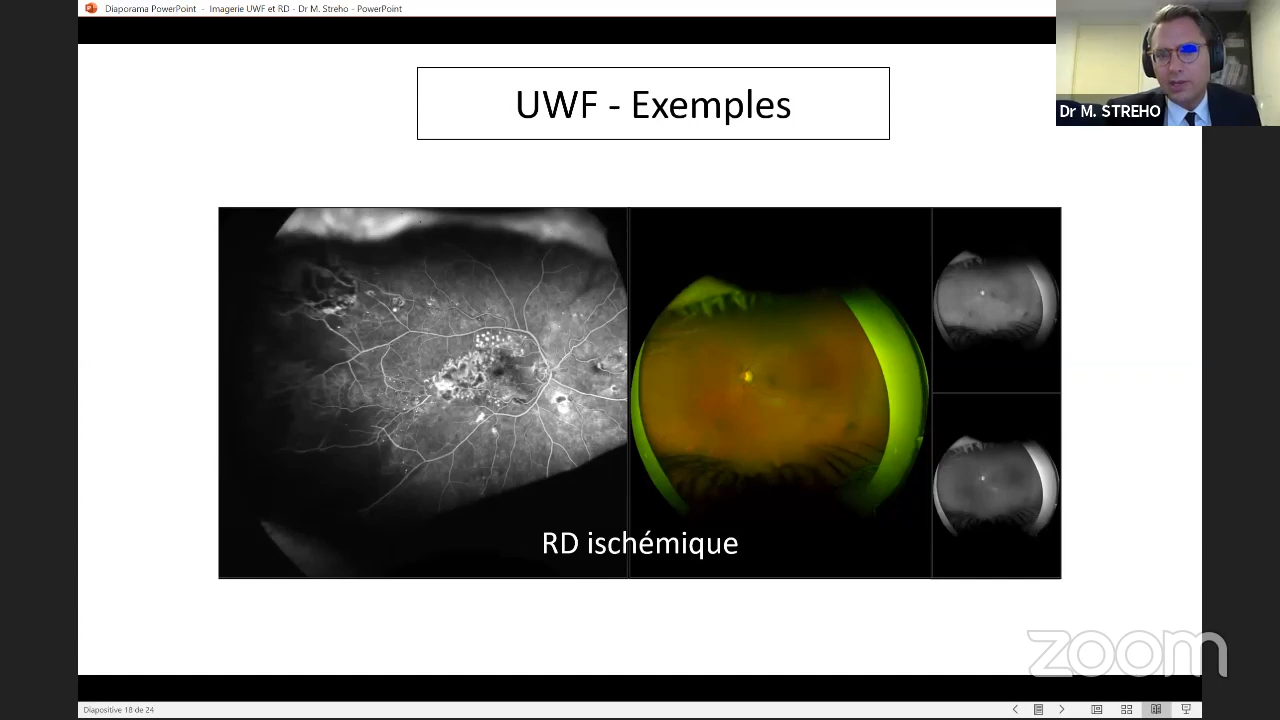 Diaporama PowerPoint - Imagerie UWF et RD - Dr M. Streho - PowerPoint
Dr M. STREHO
UWF - Exemples
RD ischémique
zoom
Diapositive 18 de 24